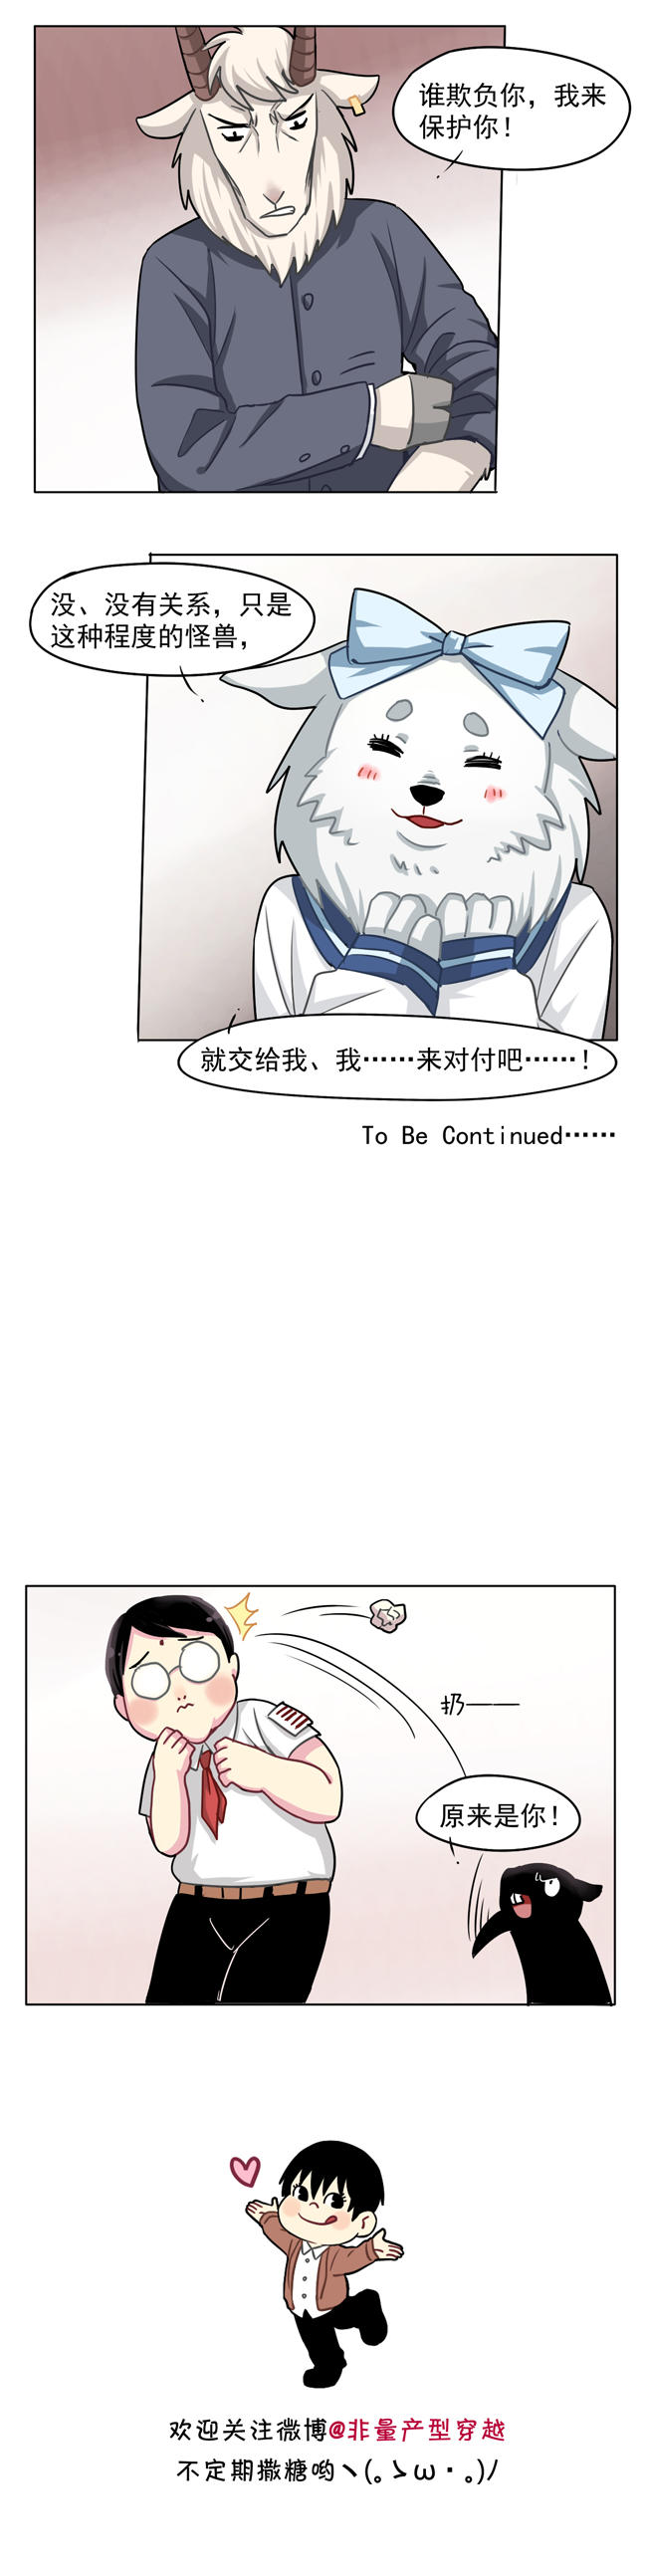 谁欺负你，我来
保护你！
没、没有关系，只是
这种程度的怪兽，
就交给我、我……来对付吧……！
To Be Continued……
扔——
原来是你！
欢迎关注微博@非量产型穿越
不定期撒糖哟ヽ(｡ゝω・｡)ﾉ